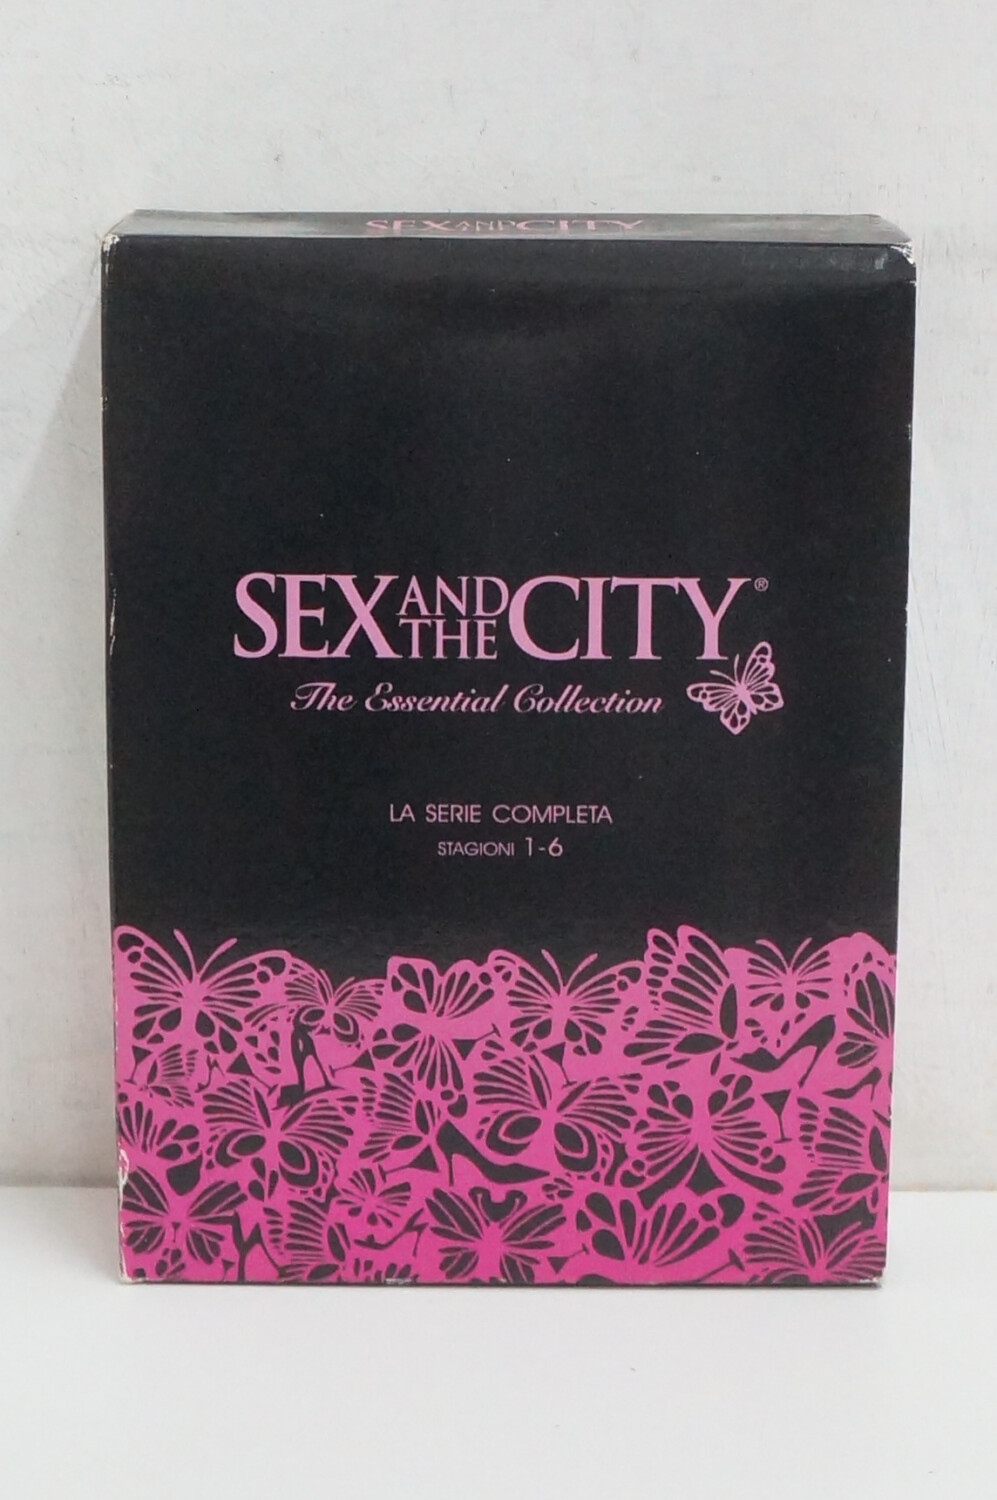 SEX AND THE CITY
SEX AND THE CITY®
The Essential Collection
LA SERIE COMPLETA
STAGIONI 1-6